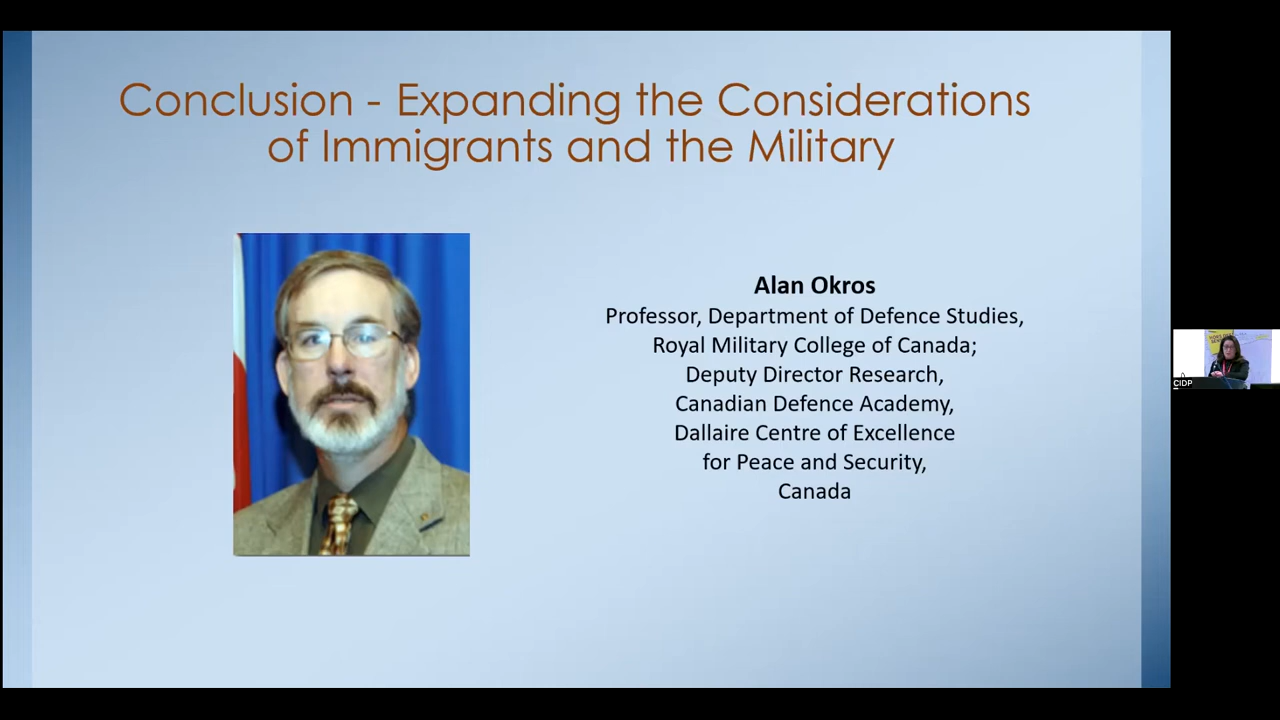 Conclusion - Expanding the Considerations
of Immigrants and the Military
Alan Okros
Professor, Department of Defence Studies,
Royal Military College of Canada;
Deputy Director Research,
Canadian Defence Academy,
Dallaire Centre of Excellence
for Peace and Security,
Canada
CIDP